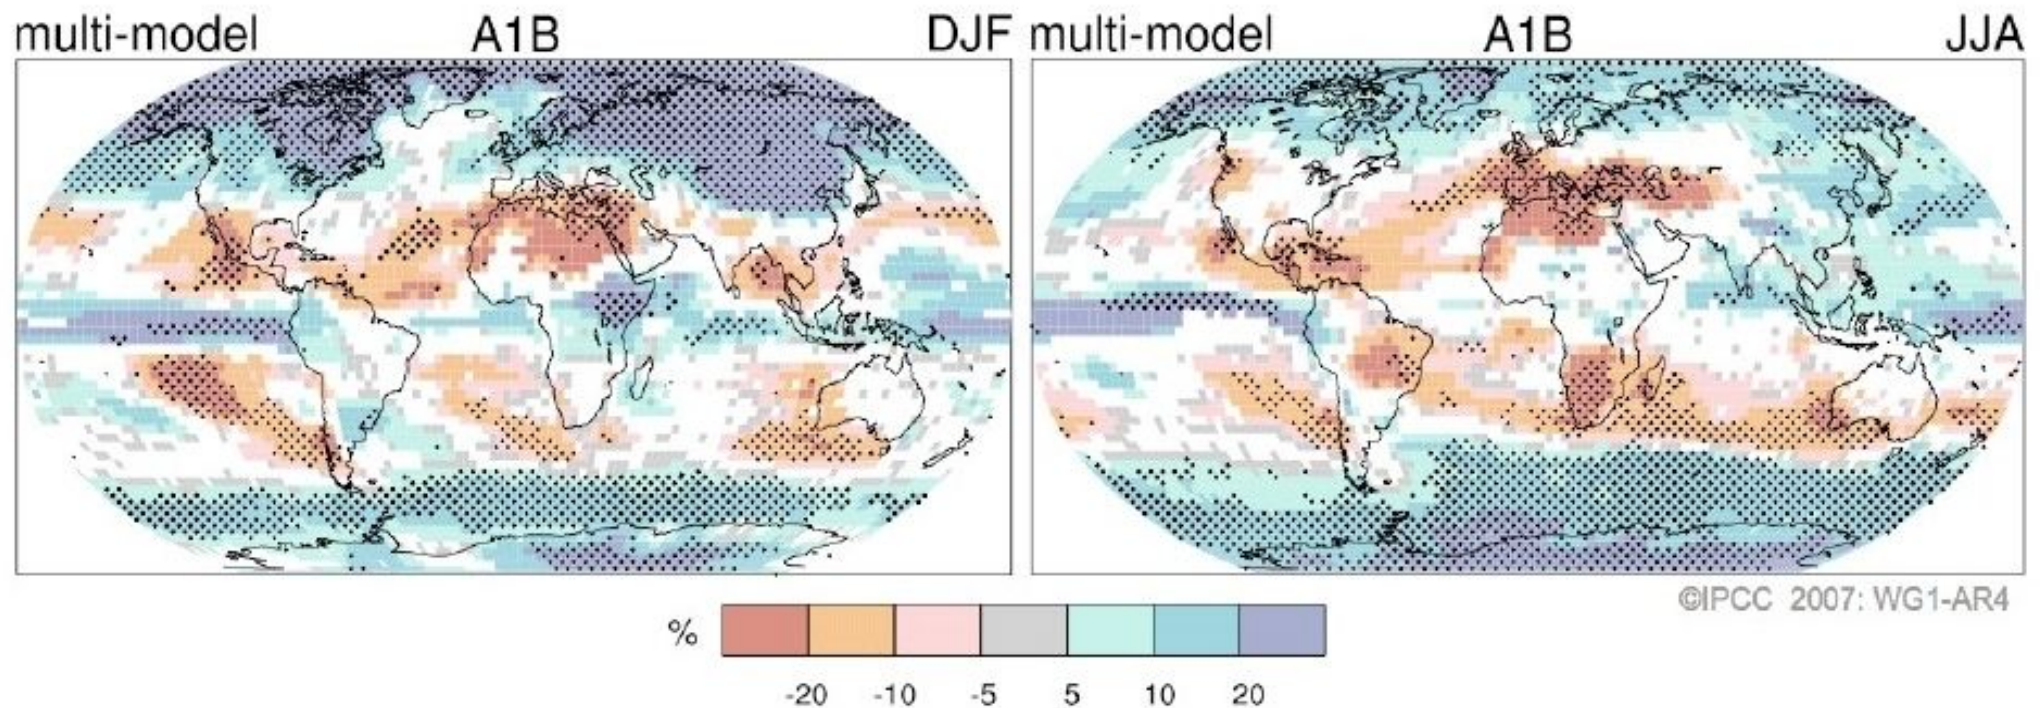 multi-model A1B DJF
multi-model A1B JJA
©IPCC 2007: WG1-AR4
%
-20 -10 -5 5 10 20